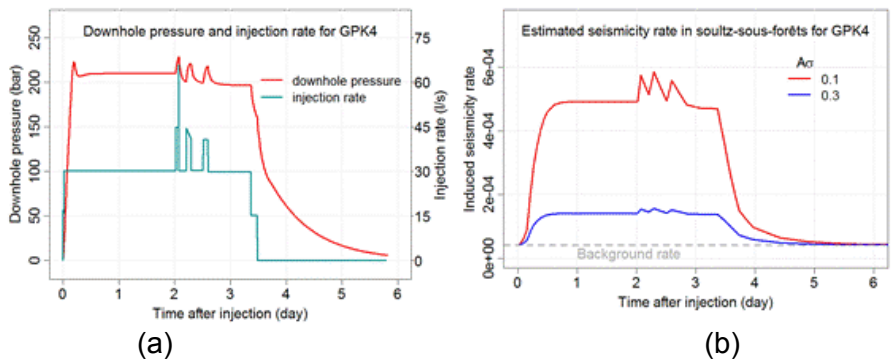 Downhole pressure and injection rate for GPK4
Downhole pressure (bar)
250
200
150
100
50
0
downhole pressure
injection rate
75
60
45
30
15
0
Injection rate (l/s)
0 1 2 3 4 5 6
Time after injection (day)
(a)
Estimated seismicity rate in soultz-sous-forêts for GPK4
Induced seismicity rate
6e-04
4e-04
2e-04
0e+00
Aσ
0.1
0.3
Background rate
0 1 2 3 4 5 6
Time after injection (day)
(b)